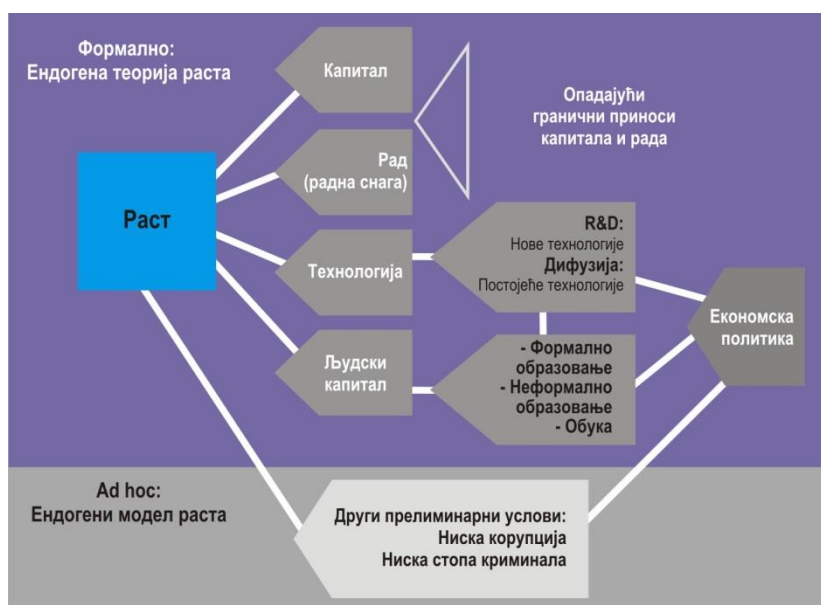 Формално:
Ендогена теорија раста
Капитал
Опадајући
гранични приноси
капитала и рада
Рад
(радна снага)
Раст
R&D:
Нове технологије
Дифузија:
Постојеће технологије
Технологија
Економска
политика
Људски
капитал
- Формално
образовање
- Неформално
образовање
- Обука
Ad hoc:
Ендогени модел раста
Други прелиминарни услови:
Ниска корупција
Ниска стопа криминала